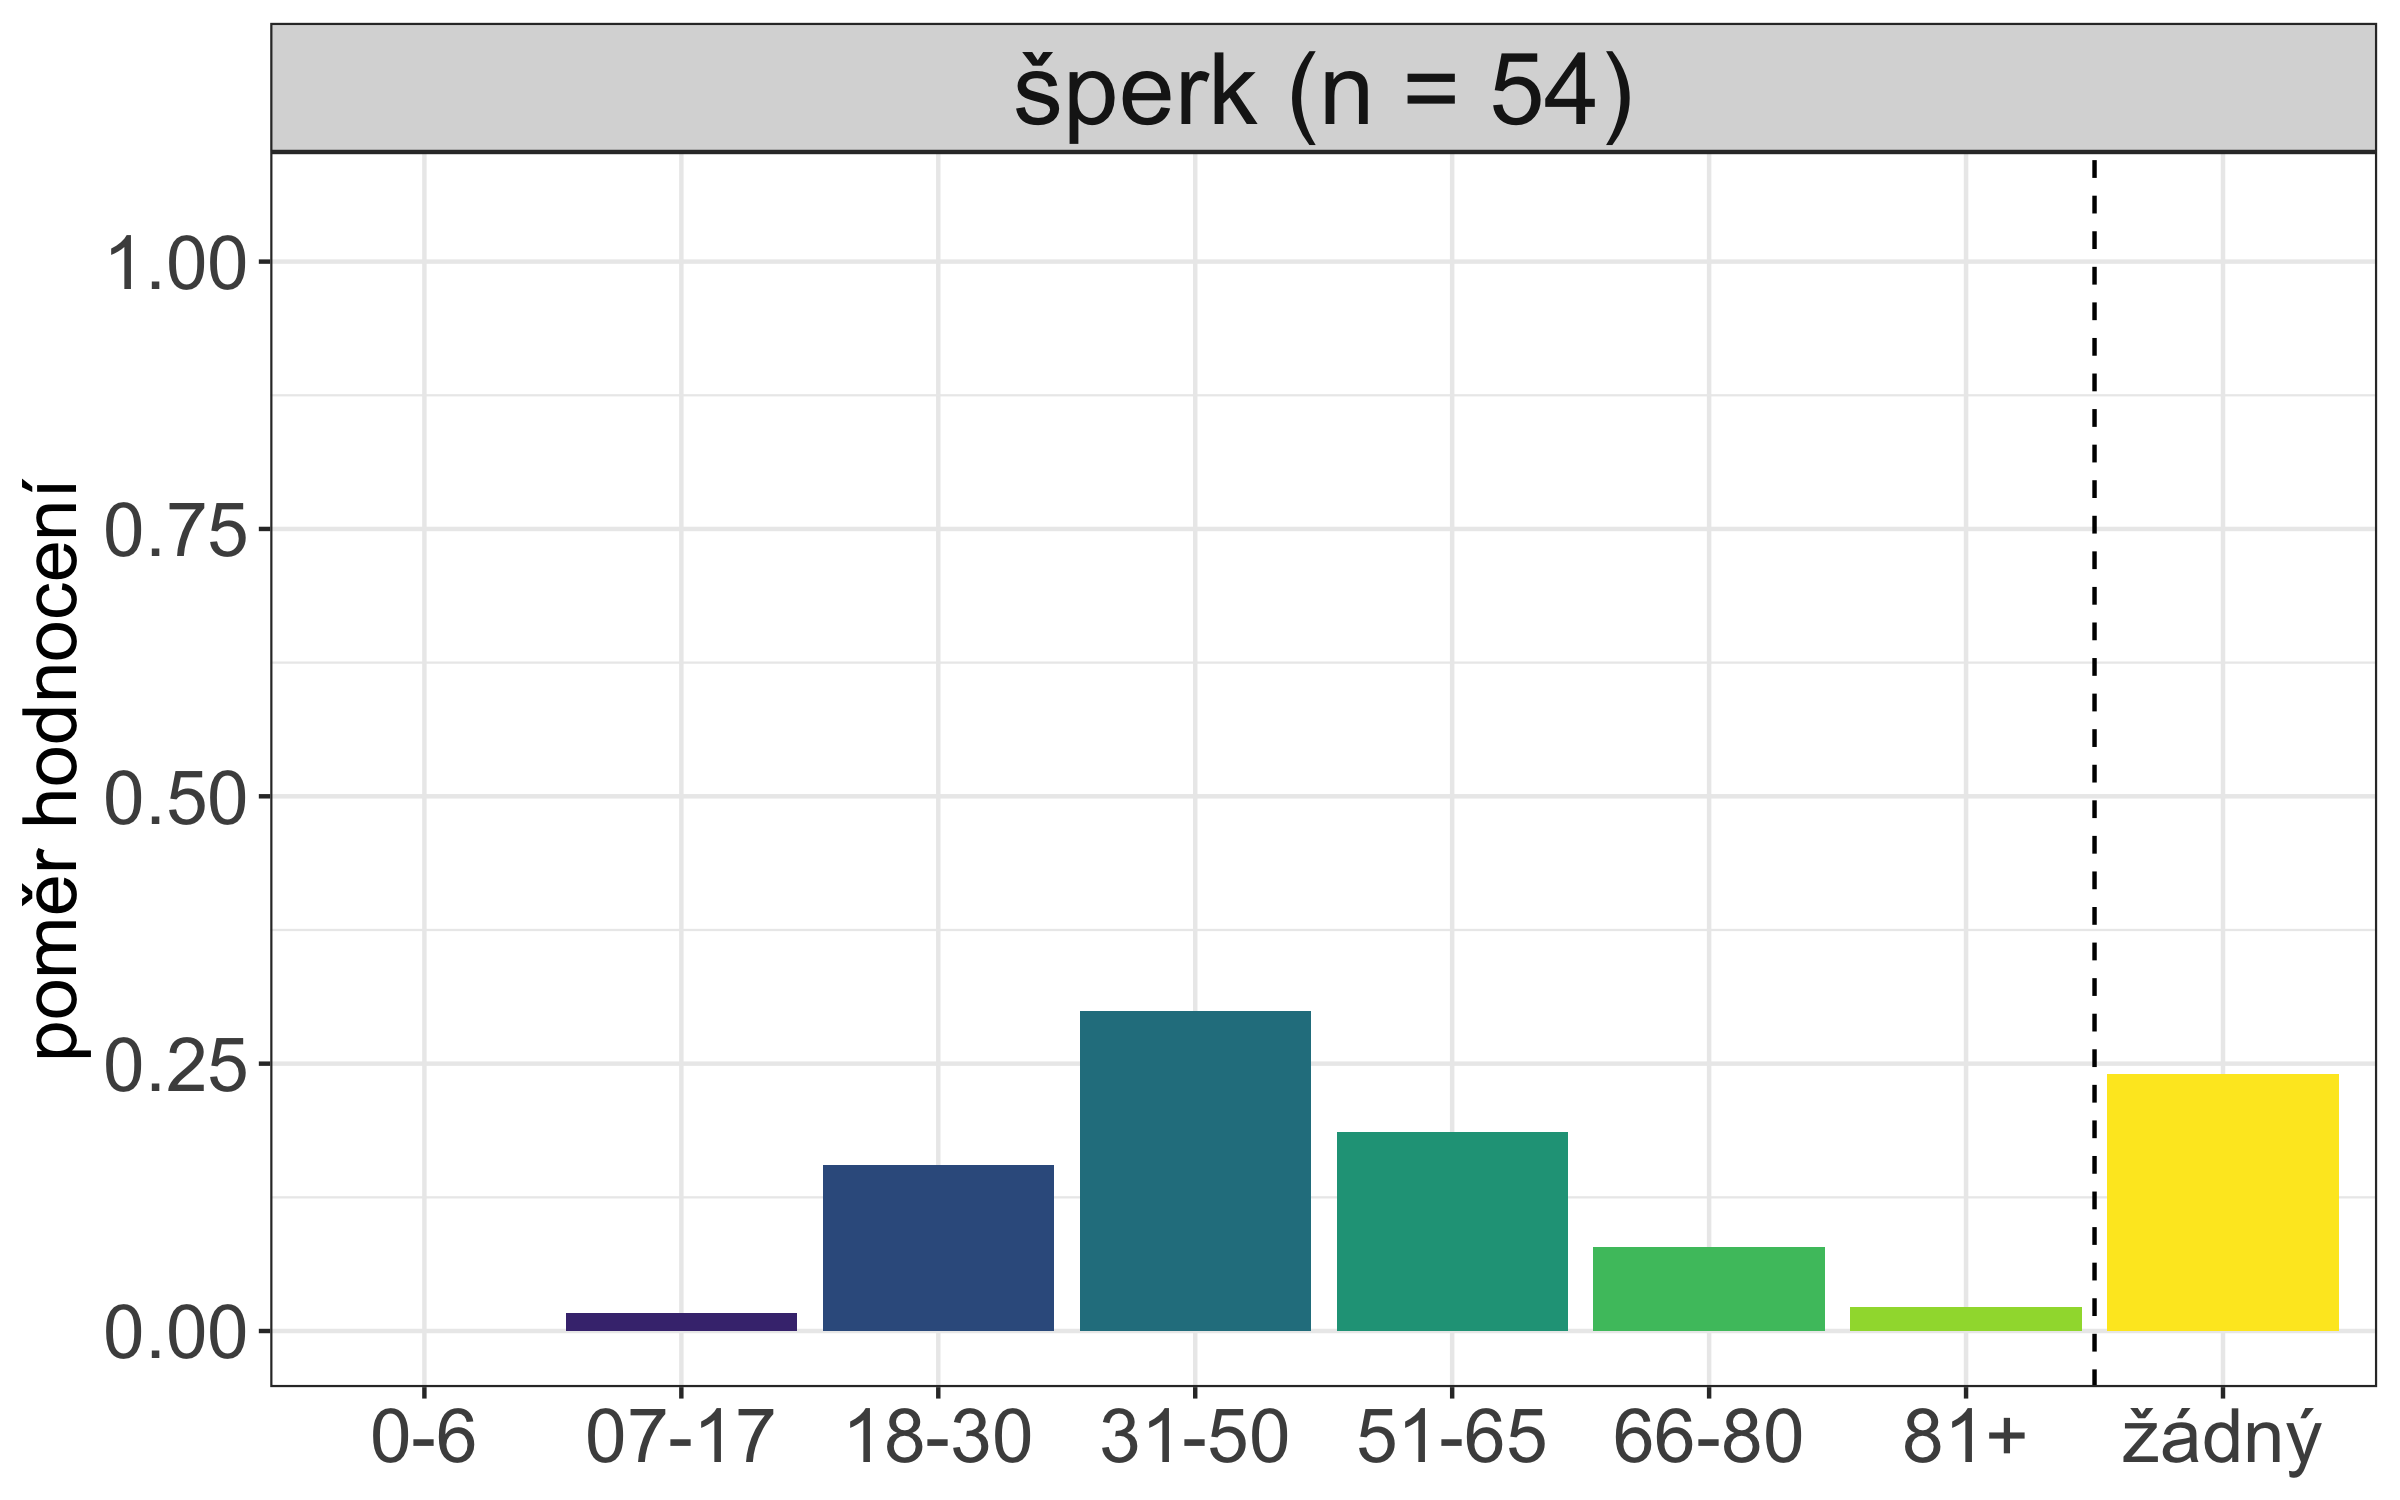 šperk (n = 54)
poměr hodnocení
1.00
0.75
0.50
0.25
0.00
0-6 07-17 18-30 31-50 51-65 66-80 81+ žádný